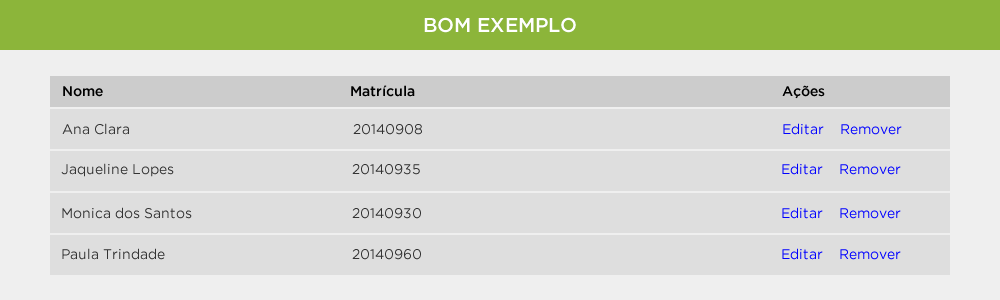 BOM EXEMPLO
Nome Matrícula Ações
Ana Clara 20140908 Editar Remover
Jaqueline Lopes 20140935 Editar Remover
Monica dos Santos 20140930 Editar Remover
Paula Trindade 20140960 Editar Remover